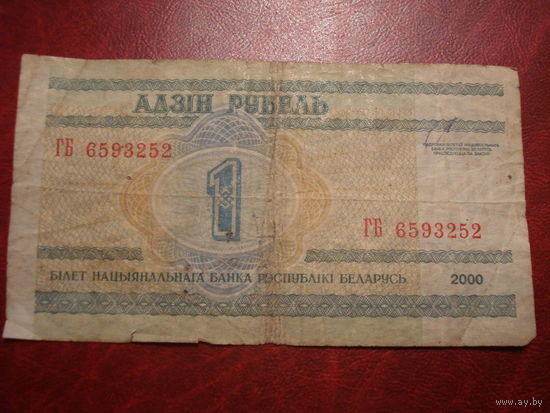 АДЗІН РУБЕЛЬ
ГБ 6593252
1
ГБ 6593252
БІЛЕТ НАЦЫЯНАЛЬНАГА БАНКА РЭСПУБЛІКІ БЕЛАРУСЬ 2000
www.ay.by